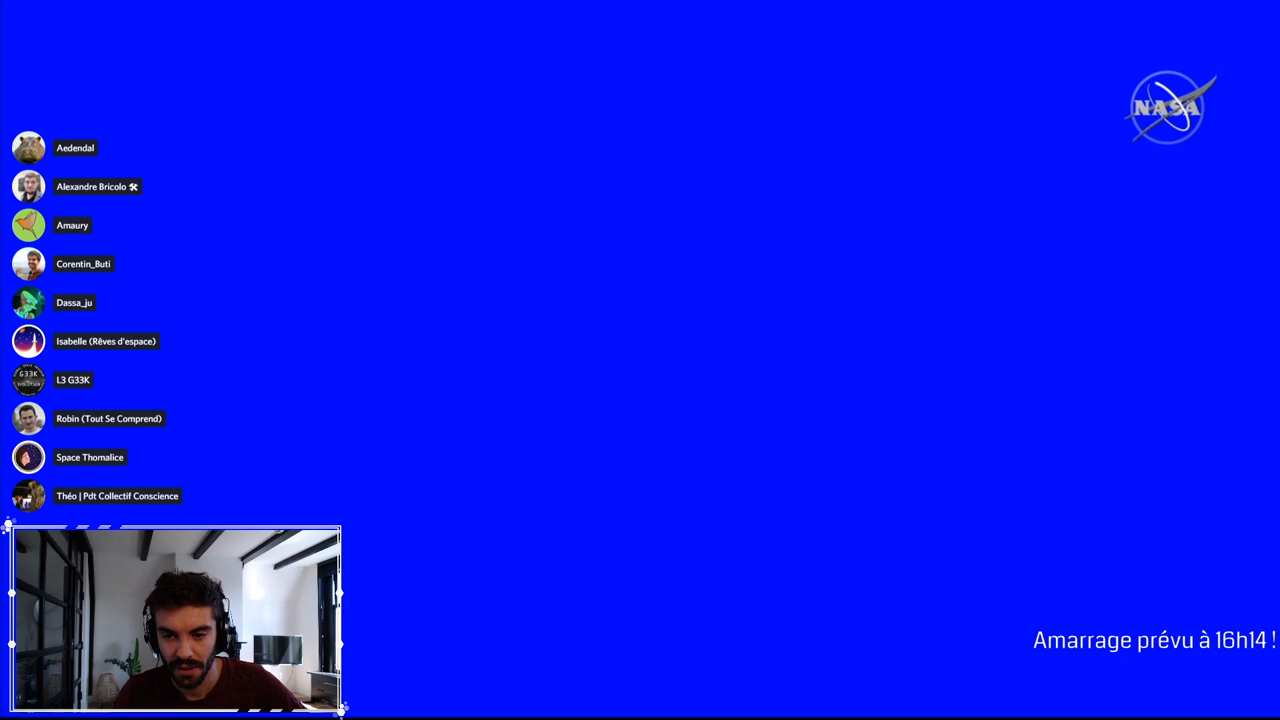 NASA
Aedendal
Alexandre Bricolo 🛠
Amaury
Corentin_Buti
Dassa_ju
Isabelle (Rêves d'espace)
G33K
L3 G33K
Robin (Tout Se Comprend)
Space Thomalice
Théo | Pdt Collectif Conscience
Amarrage prévu à 16h14 !